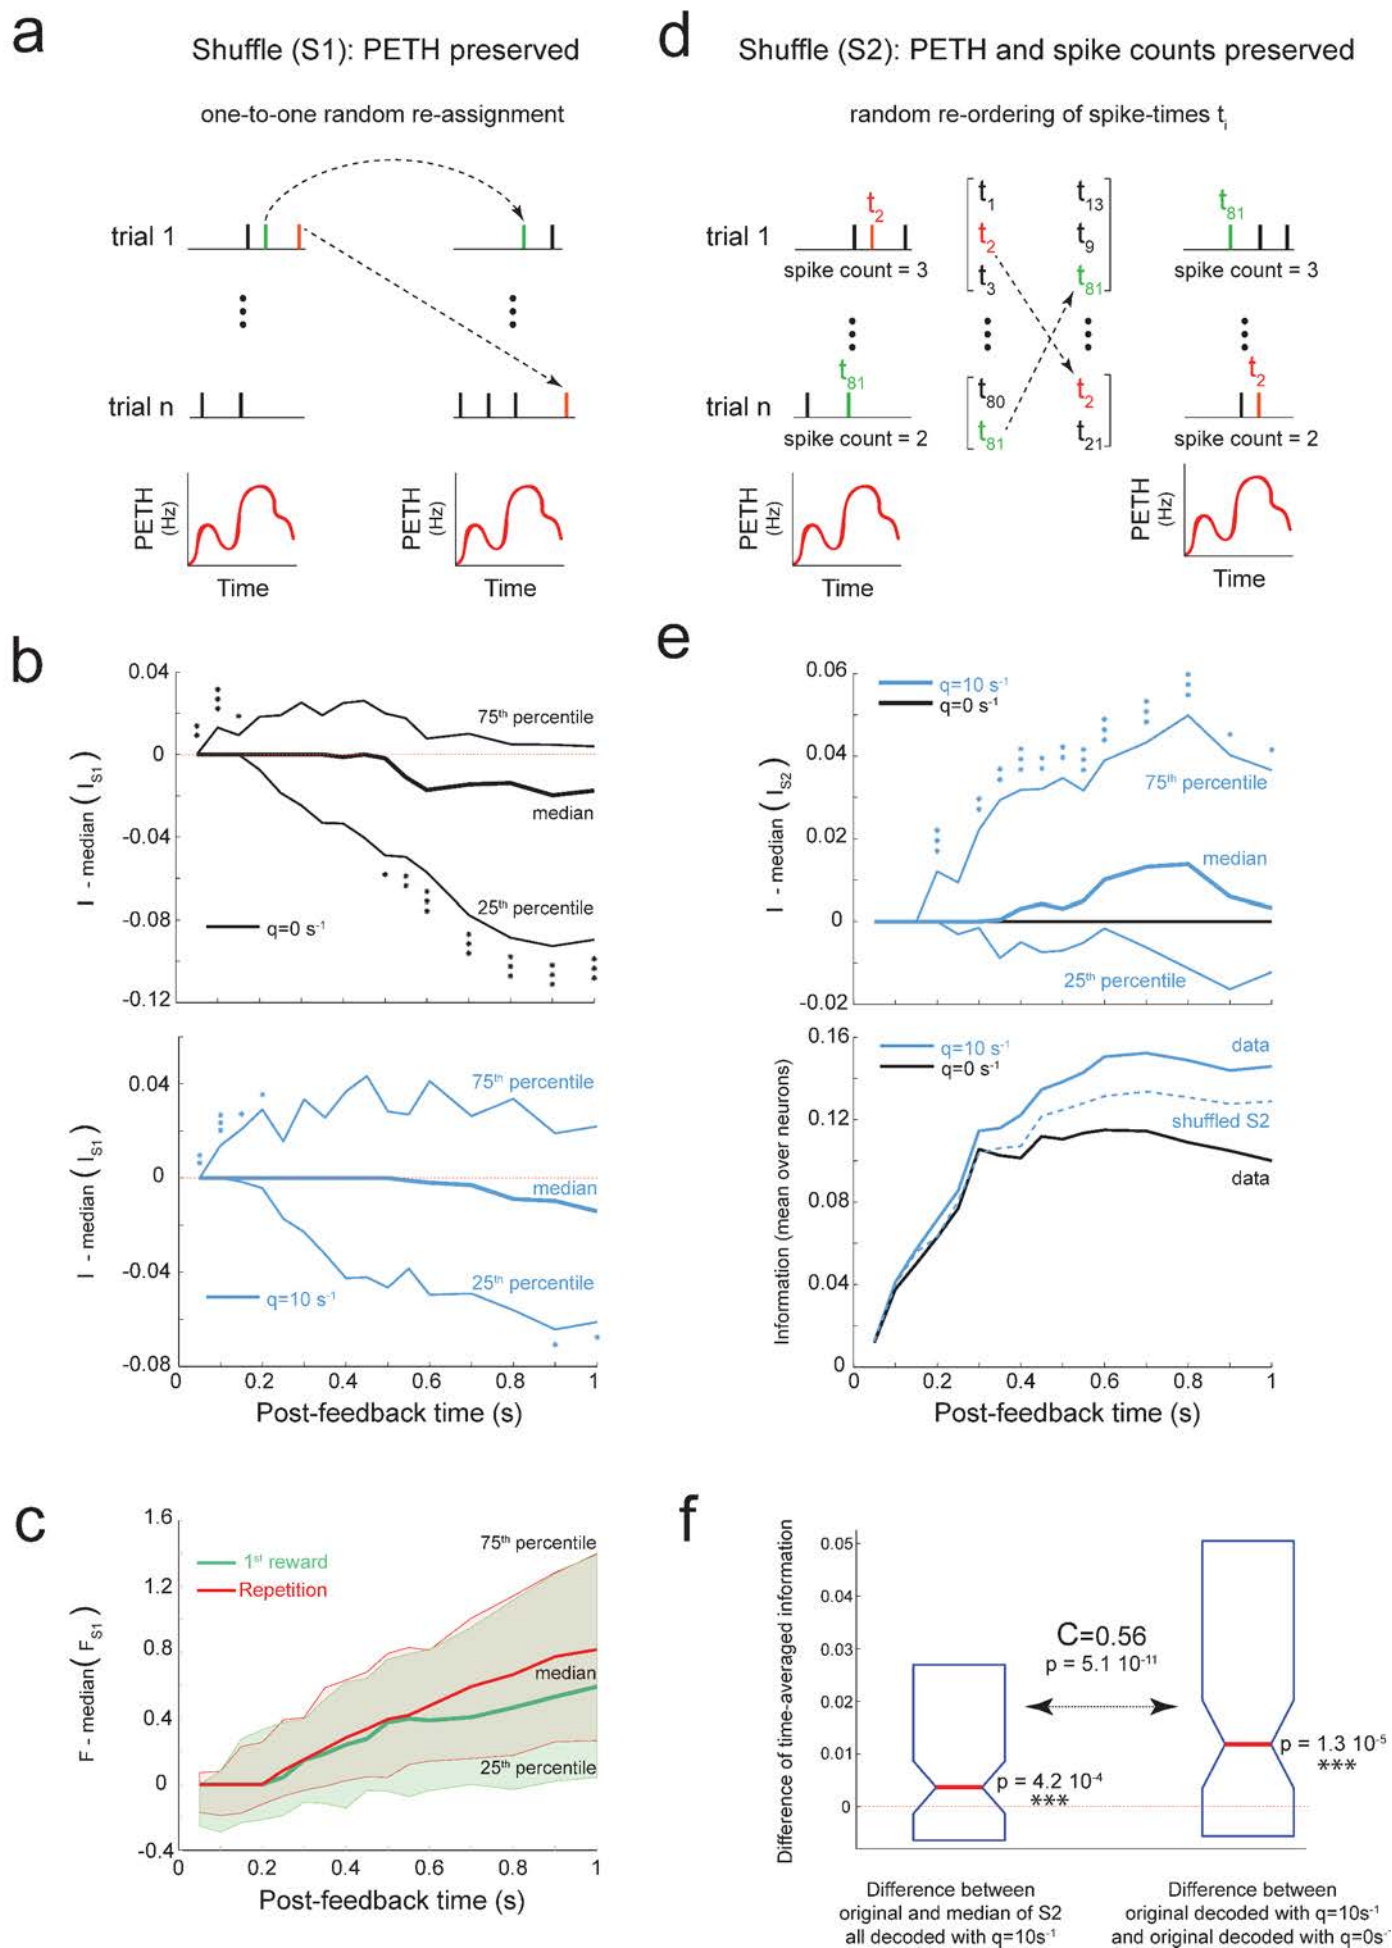 a
Shuffle (S1): PETH preserved
one-to-one random re-assignment
trial 1
trial n
PETH
(Hz)
Time
PETH
(Hz)
Time
d
Shuffle (S2): PETH and spike counts preserved
random re-ordering of spike-times ti
trial 1
t2
spike count = 3
t1
t2
t3
t13
t9
t81
t81
spike count = 3
trial n
t81
spike count = 2
t80
t81
t2
t21
t2
spike count = 2
PETH
(Hz)
Time
PETH
(Hz)
Time
b
I - median ( IS1)
0.04
0
-0.04
-0.08
-0.12
75th percentile
median
25th percentile
q=0 s-1
I - median ( IS1)
0.04
0
-0.04
-0.08
75th percentile
median
25th percentile
q=10 s-1
0 0.2 0.4 0.6 0.8 1
Post-feedback time (s)
e
I - median ( IS2)
0.06
0.04
0.02
0
-0.02
q=10 s-1
q=0 s-1
75th percentile
median
25th percentile
Information (mean over neurons)
0.16
0.12
0.08
0.04
0
q=10 s-1
q=0 s-1
data
shuffled S2
data
0 0.2 0.4 0.6 0.8 1
Post-feedback time (s)
c
F - median( FS1)
1.6
1.2
0.8
0.4
0
-0.4
1st reward
Repetition
75th percentile
median
25th percentile
0 0.2 0.4 0.6 0.8 1
Post-feedback time (s)
f
Difference of time-averaged information
0.05
0.04
0.03
0.02
0.01
0
C=0.56
p = 5.1 10-11
p = 4.2 10-4
***
p = 1.3 10-5
***
Difference between
original and median of S2
all decoded with q=10s-1
Difference between
original decoded with q=10s-1
and original decoded with q=0s-